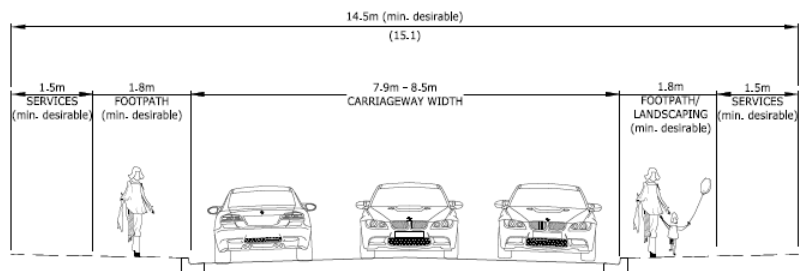 14.5m (min. desirable)
(15.1)
1.5m
SERVICES
(min. desirable)
1.8m
FOOTPATH
(min. desirable)
7.9m – 8.5m
CARRIAGEWAY WIDTH
1.8m
FOOTPATH/
LANDSCAPING
(min. desirable)
1.5m
SERVICES
(min. desirable)